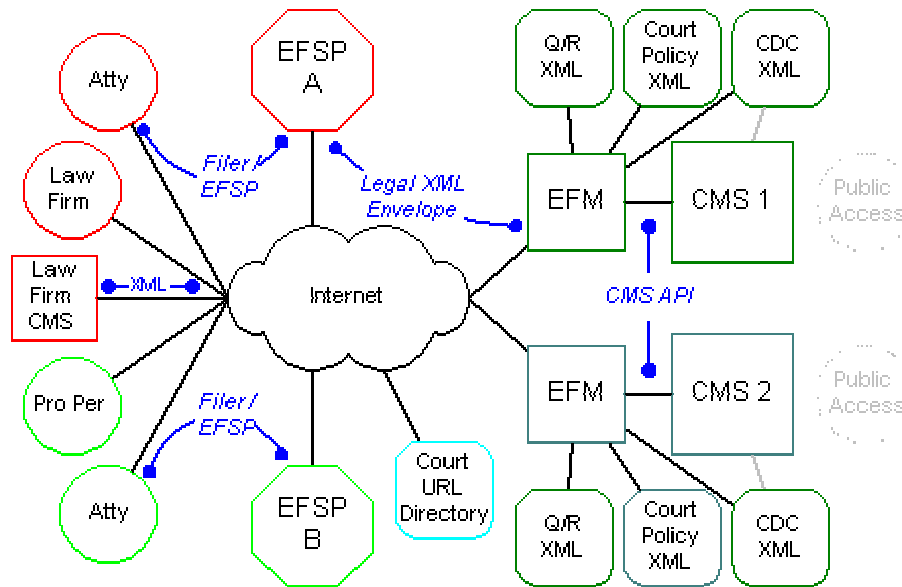 Atty
EFSP
A
Q/R
XML
Court
Policy
XML
CDC
XML
Filer /
EFSP
Law
Firm
Legal XML
Envelope
EFM
CMS 1
Public
Access
Law
Firm
CMS
XML
Internet
CMS API
Pro Per
Filer /
EFSP
EFM
CMS 2
Public
Access
Atty
EFSP
B
Court
URL
Directory
Q/R
XML
Court
Policy
XML
CDC
XML